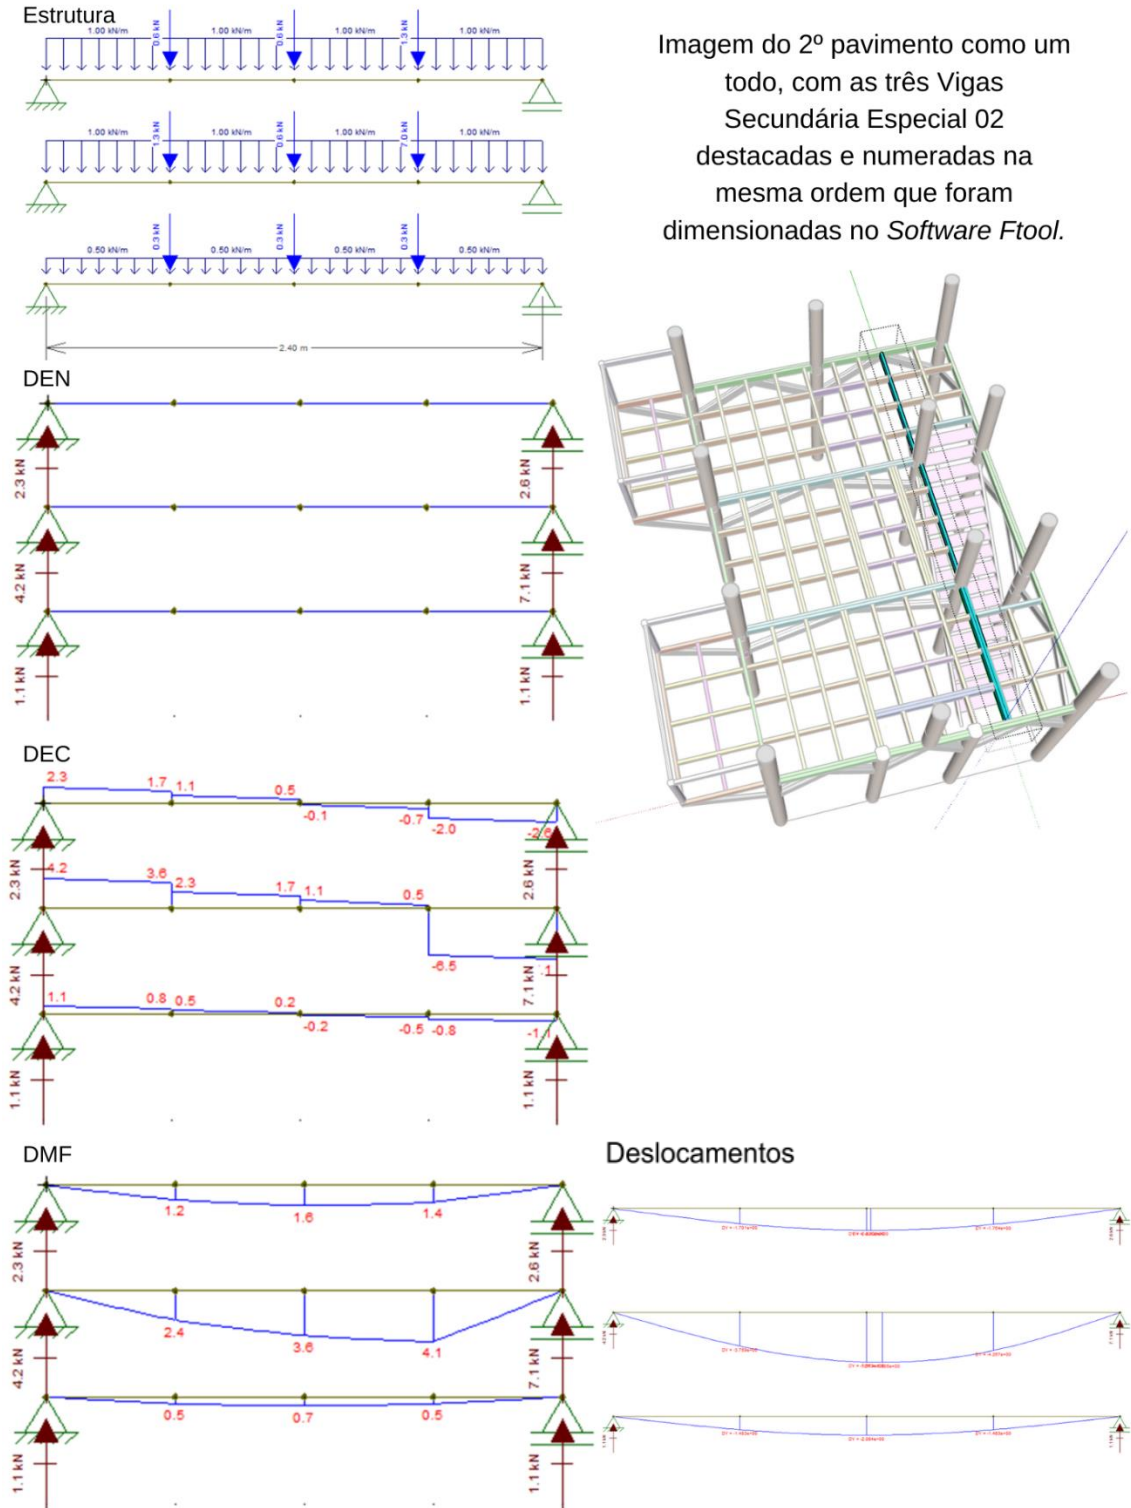 Estrutura
1.00 kN/m
0.6 kN
1.00 kN/m
0.6 kN
1.00 kN/m
1.3 kN
1.00 kN/m
1.00 kN/m
1.3 kN
1.00 kN/m
0.6 kN
1.00 kN/m
7.0 kN
1.00 kN/m
0.50 kN/m
0.3 kN
0.50 kN/m
0.3 kN
0.50 kN/m
0.3 kN
0.50 kN/m
2.40 m
Imagem do 2º pavimento como um
todo, com as três Vigas
Secundária Especial 02
destacadas e numeradas na
mesma ordem que foram
dimensionadas no Software Ftool.
DEN
2.3 kN
2.6 kN
4.2 kN
7.1 kN
1.1 kN
1.1 kN
DEC
2.3
1.7
1.1
0.5
-0.1
-0.7
-2.0
-2.6
2.3 kN
2.6 kN
4.2
3.6
2.3
1.7
1.1
0.5
-6.5
4.2 kN
7.1 kN
1.1
0.8
0.5
0.2
-0.2
-0.5
-0.8
-1.1
1.1 kN
1.1 kN
DMF
1.2
1.6
1.4
2.3 kN
2.6 kN
2.4
3.6
4.1
4.2 kN
7.1 kN
0.5
0.7
0.5
1.1 kN
1.1 kN
Deslocamentos